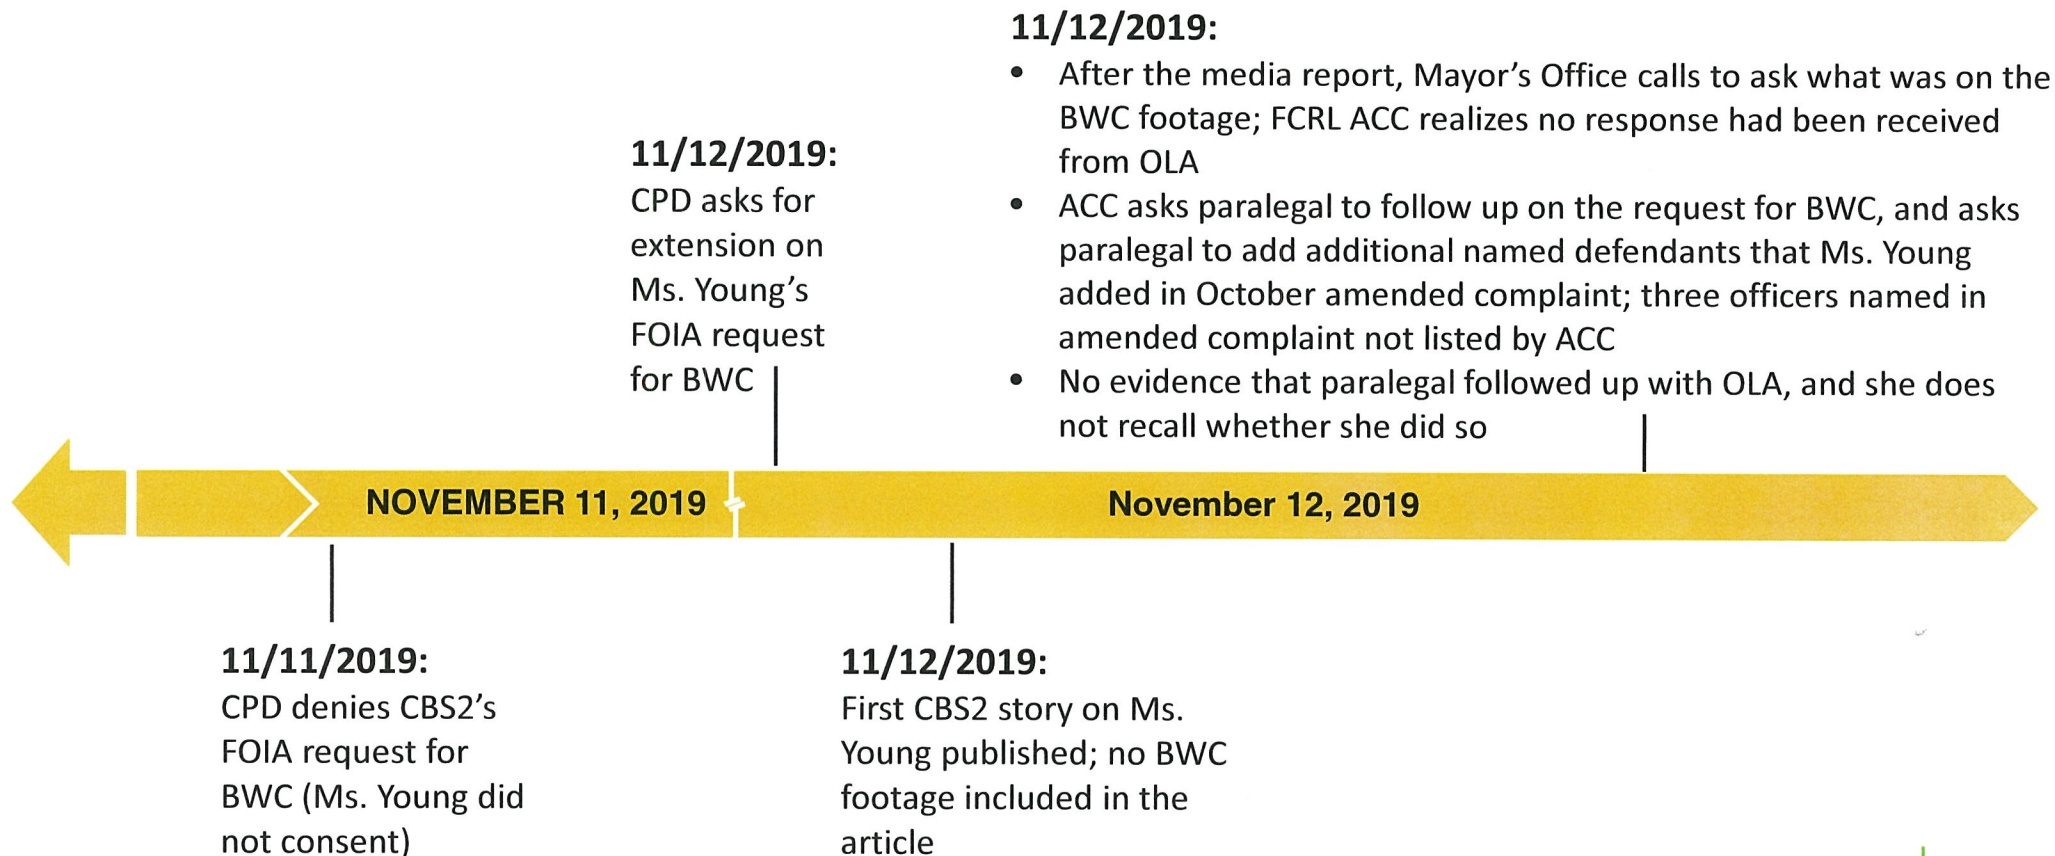 11/12/2019:
• After the media report, Mayor's Office calls to ask what was on the
BWC footage; FCRL ACC realizes no response had been received
from OLA
• ACC asks paralegal to follow up on the request for BWC, and asks
paralegal to add additional named defendants that Ms. Young
added in October amended complaint; three officers named in
amended complaint not listed by ACC
• No evidence that paralegal followed up with OLA, and she does
not recall whether she did so
11/12/2019:
CPD asks for
extension on
Ms. Young's
FOIA request
for BWC
NOVEMBER 11, 2019
November 12, 2019
11/11/2019:
CPD denies CBS2's
FOIA request for
BWC (Ms. Young did
not consent)
11/12/2019:
First CBS2 story on Ms.
Young published; no BWC
footage included in the
article